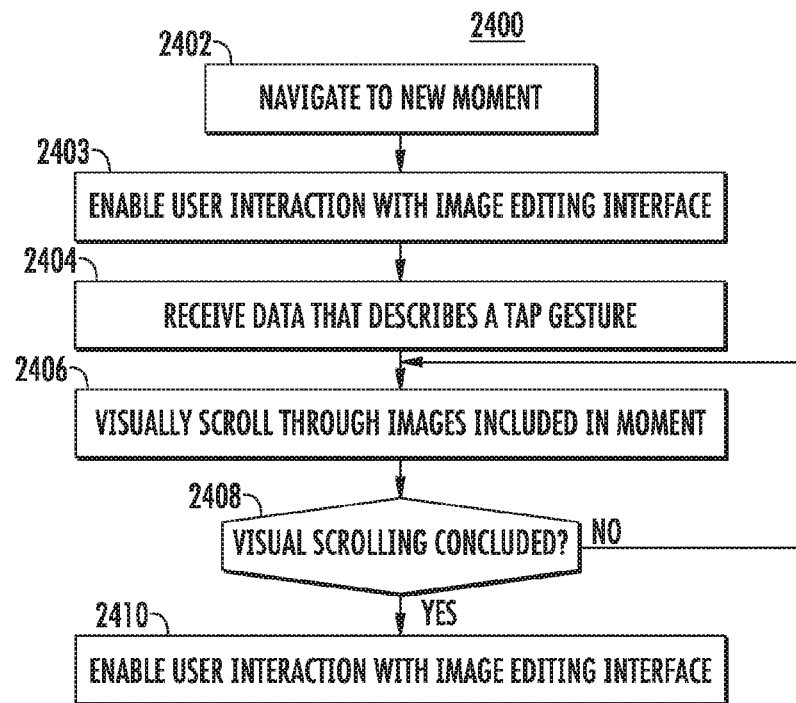 2400
2402
NAVIGATE TO NEW MOMENT
2403
ENABLE USER INTERACTION WITH IMAGE EDITING INTERFACE
2404
RECEIVE DATA THAT DESCRIBES A TAP GESTURE
2406
VISUALLY SCROLL THROUGH IMAGES INCLUDED IN MOMENT
2408
VISUAL SCROLLING CONCLUDED?
NO
YES
2410
ENABLE USER INTERACTION WITH IMAGE EDITING INTERFACE